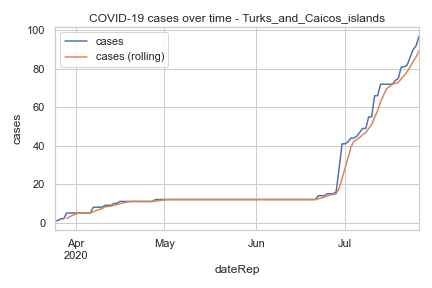 COVID-19 cases over time - Turks_and_Caicos_islands
cases
cases (rolling)
100
80
60
40
20
0
cases
Apr
2020
May
Jun
Jul
dateRep